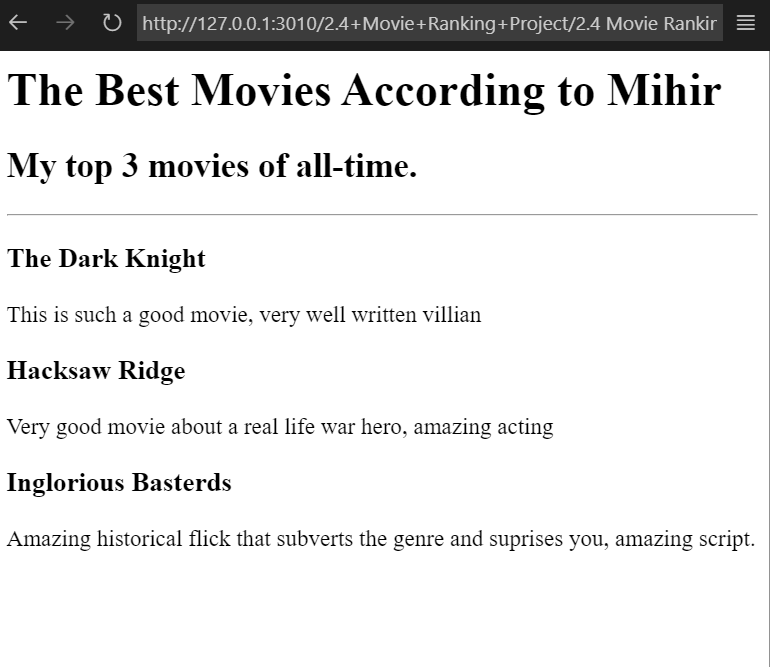 http://127.0.0.1:3010/2.4+Movie+Ranking+Project/2.4 Movie Rankin
The Best Movies According to Mihir
My top 3 movies of all-time.
The Dark Knight
This is such a good movie, very well written villian
Hacksaw Ridge
Very good movie about a real life war hero, amazing acting
Inglorious Basterds
Amazing historical flick that subverts the genre and suprises you, amazing script.